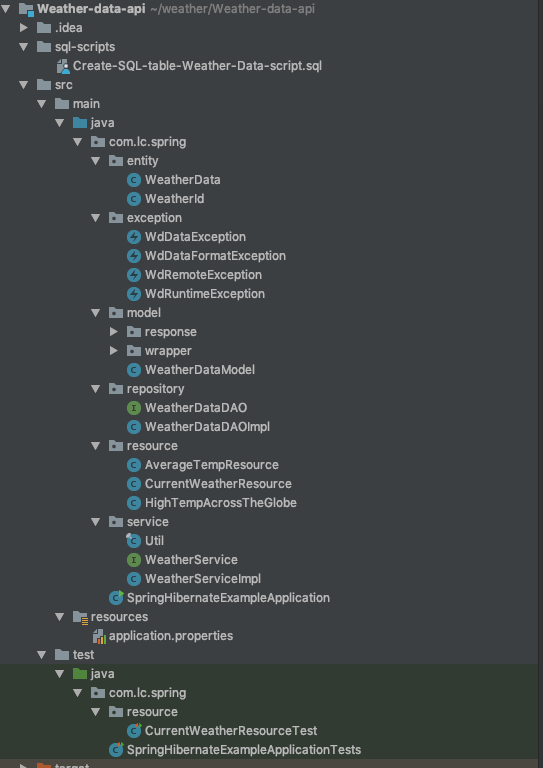 Weather-data-api ~/weather/Weather-data-api
.idea
sql-scripts
Create-SQL-table-Weather-Data-script.sql
src
main
java
com.lc.spring
entity
WeatherData
WeatherId
exception
WdDataException
WdDataFormatException
WdRemoteException
WdRuntimeException
model
response
wrapper
WeatherDataModel
repository
WeatherDataDAO
WeatherDataDAOImpl
resource
AverageTempResource
CurrentWeatherResource
HighTempAcrossTheGlobe
service
Util
WeatherService
WeatherServiceImpl
SpringHibernateExampleApplication
resources
application.properties
test
java
com.lc.spring
resource
CurrentWeatherResourceTest
SpringHibernateExampleApplicationTests
target